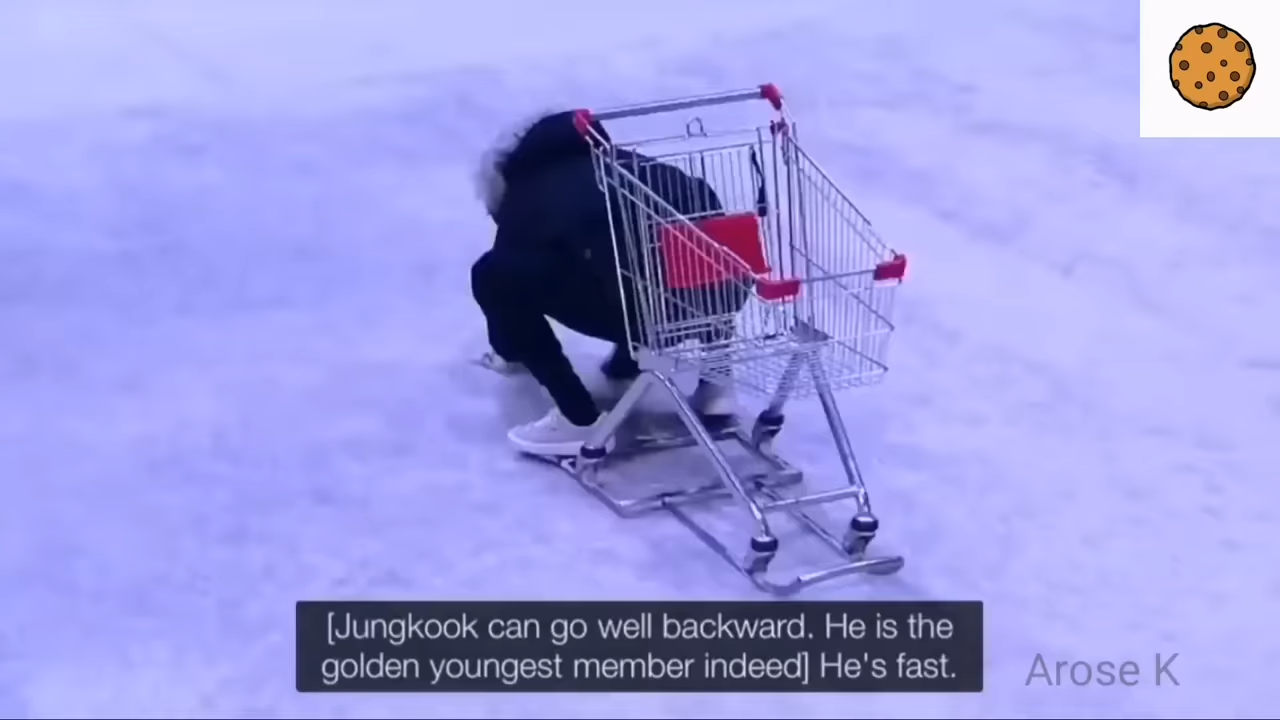 [Jungkook can go well backward. He is the
golden youngest member indeed] He's fast.
Arose K